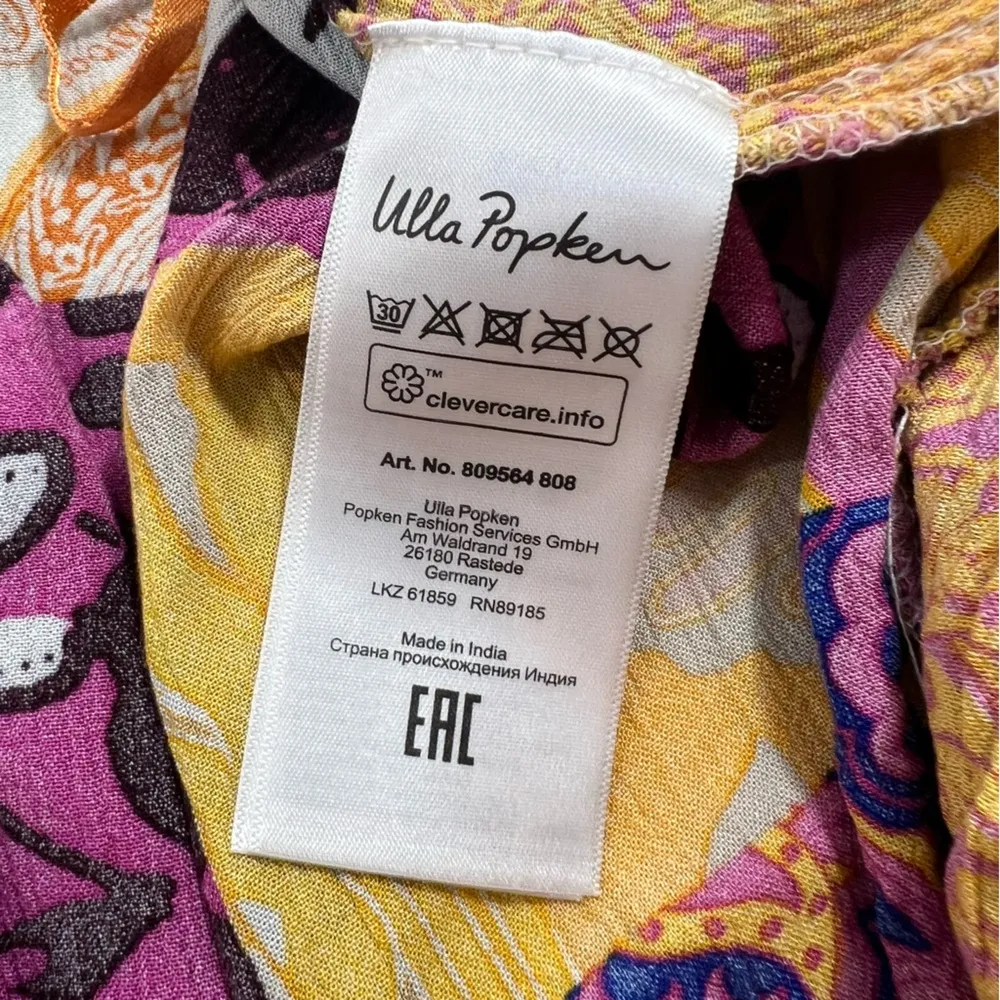 Ulla Popken
30
™
clevercare.info
Art. No. 809564 808
Ulla Popken
Popken Fashion Services GmbH
Am Waldrand 19
26180 Rastede
Germany
LKZ 61859 RN89185
Made in India
Страна происхождения Индия
EAC